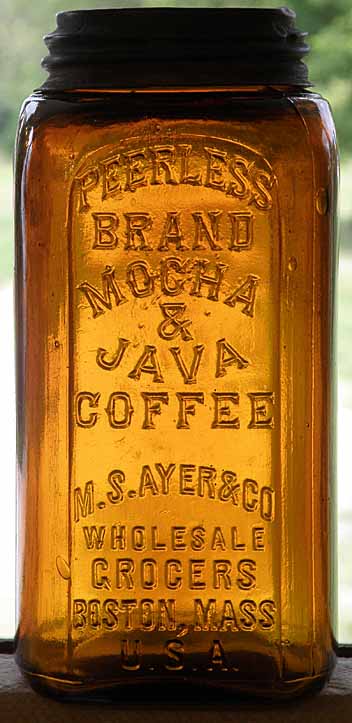 PEERLESS
BRAND
MOCHA
&
JAVA
COFFEE
M.S.AYER&CO
WHOLESALE
GROCERS
BOSTON, MASS
U.S.A.